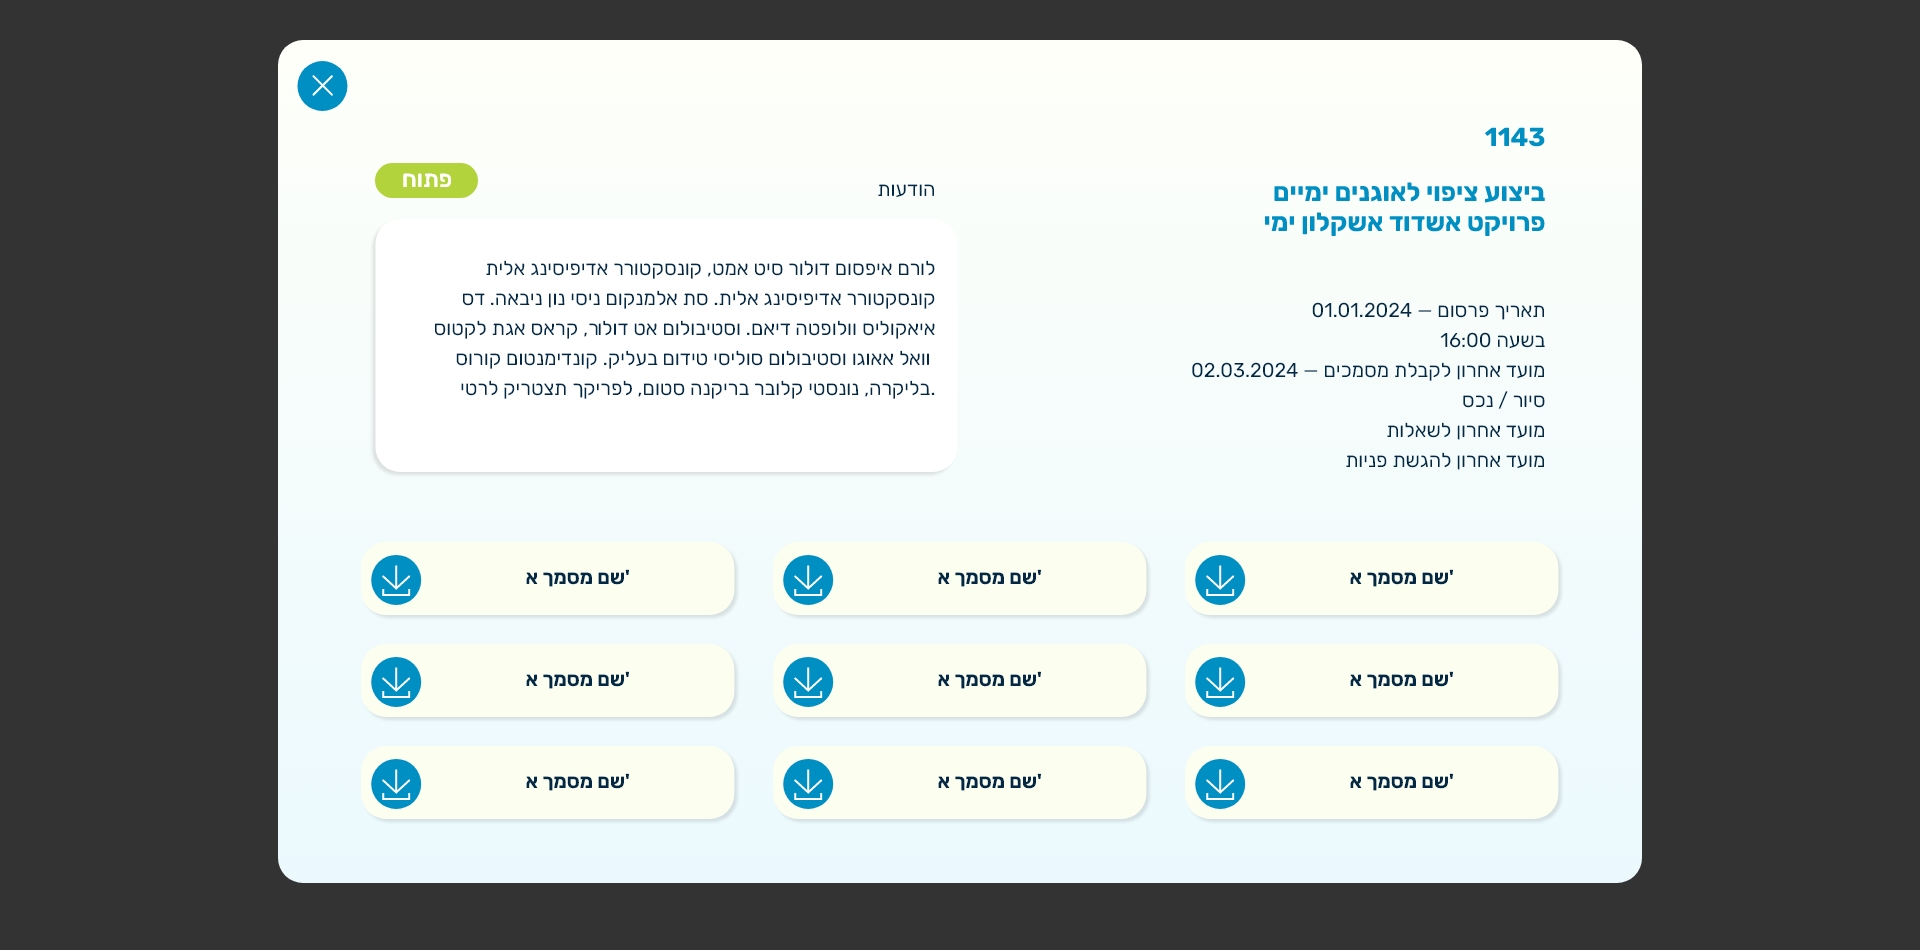 1143
ביצוע ציפוי לאוגנים ימיים
פרויקט אשדוד אשקלון ימי
תאריך פרסום – 01.01.2024
בשעה 16:00
מועד אחרון לקבלת מסמכים – 02.03.2024
סיור / נכס
מועד אחרון לשאלות
מועד אחרון להגשת פניות
הודעות
פתוח
לורם איפסום דולור סיט אמט, קונסקטורר אדיפיסינג אלית
קונסקטורר אדיפיסינג אלית. סת אלמנקום ניסי נון ניבאה. דס
איאקוליס וולופטה דיאם. וסטיבולום אט דולור, קראס אגת לקטוס
וואל אאוגו וסטיבולום סוליסי טידום בעליק. קונדימנטום קורוס
.בליקרה, נונסטי קלובר בריקנה סטום, לפריקך תצטריק לרטי
'שם מסמך א
'שם מסמך א
'שם מסמך א
'שם מסמך א
'שם מסמך א
'שם מסמך א
'שם מסמך א
'שם מסמך א
'שם מסמך א